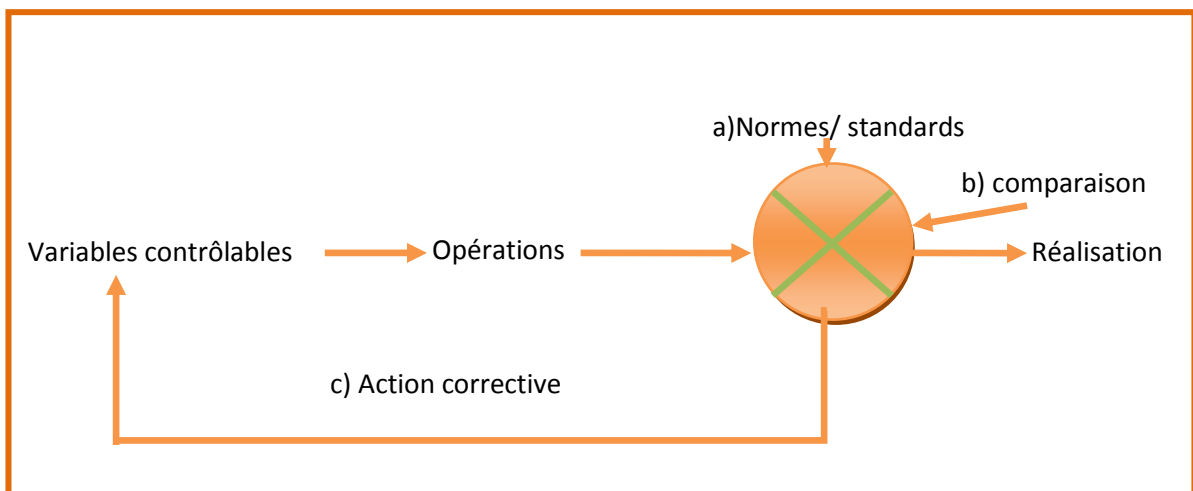 a)Normes/ standards
b) comparaison
Variables contrôlables
Opérations
Réalisation
c) Action corrective